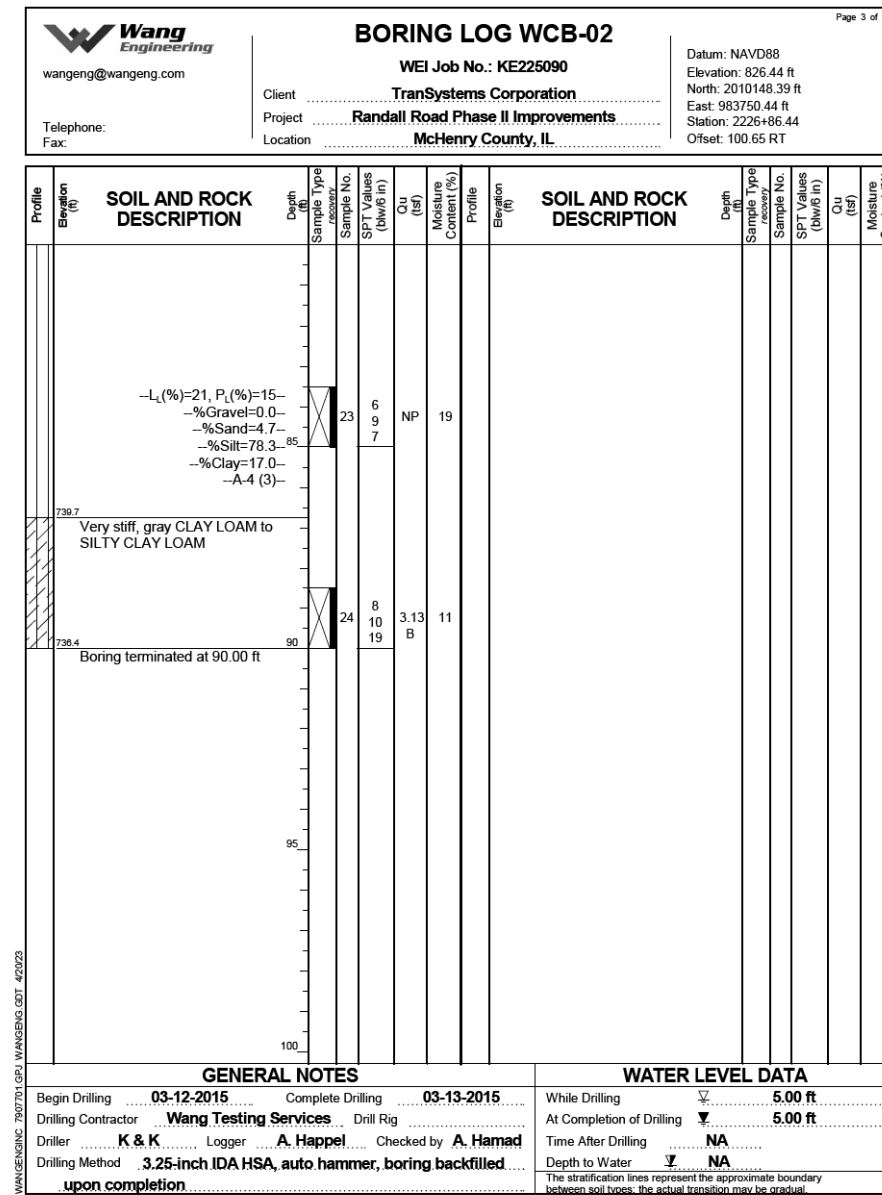 Page 3 of
Wang
Engineering
wangeng@wangeng.com
Telephone:
Fax:
BORING LOG WCB-02
WEI Job No.: KE225090
Client TranSystems Corporation
Project Randall Road Phase II Improvements
Location McHenry County, IL
Datum: NAVD88
Elevation: 826.44 ft
North: 2010148.39 ft
East: 983750.44 ft
Station: 2226+86.44
Offset: 100.65 RT
Profile
Elevation (ft)
SOIL AND ROCK DESCRIPTION
Depth (ft)
Sample Type
recovery
Sample No.
SPT Values (blw/6 in)
Qu (tsf)
Moisture Content (%)
Profile
Elevation (ft)
SOIL AND ROCK DESCRIPTION
Depth (ft)
Sample Type
recovery
Sample No.
SPT Values (blw/6 in)
Qu (tsf)
Moisture
--LL(%)=21, PL(%)=15--
--%Gravel=0.0--
--%Sand=4.7--
--%Silt=78.3--
--%Clay=17.0--
--A-4 (3)--
85
23
6
9
7
NP
19
739.7
Very stiff, gray CLAY LOAM to
SILTY CLAY LOAM
24
8
10
19
3.13
B
11
736.4
90
Boring terminated at 90.00 ft
95
100
WANGENGINC 7907701.GPJ WANGENG.GDT 4/20/23
GENERAL NOTES
Begin Drilling 03-12-2015 Complete Drilling 03-13-2015
Drilling Contractor Wang Testing Services Drill Rig
Driller K & K Logger A. Happel Checked by A. Hamad
Drilling Method 3.25-inch IDA HSA, auto hammer, boring backfilled
upon completion
WATER LEVEL DATA
While Drilling 5.00 ft
At Completion of Drilling 5.00 ft
Time After Drilling NA
Depth to Water NA
The stratification lines represent the approximate boundary
between soil types; the actual transition may be gradual.